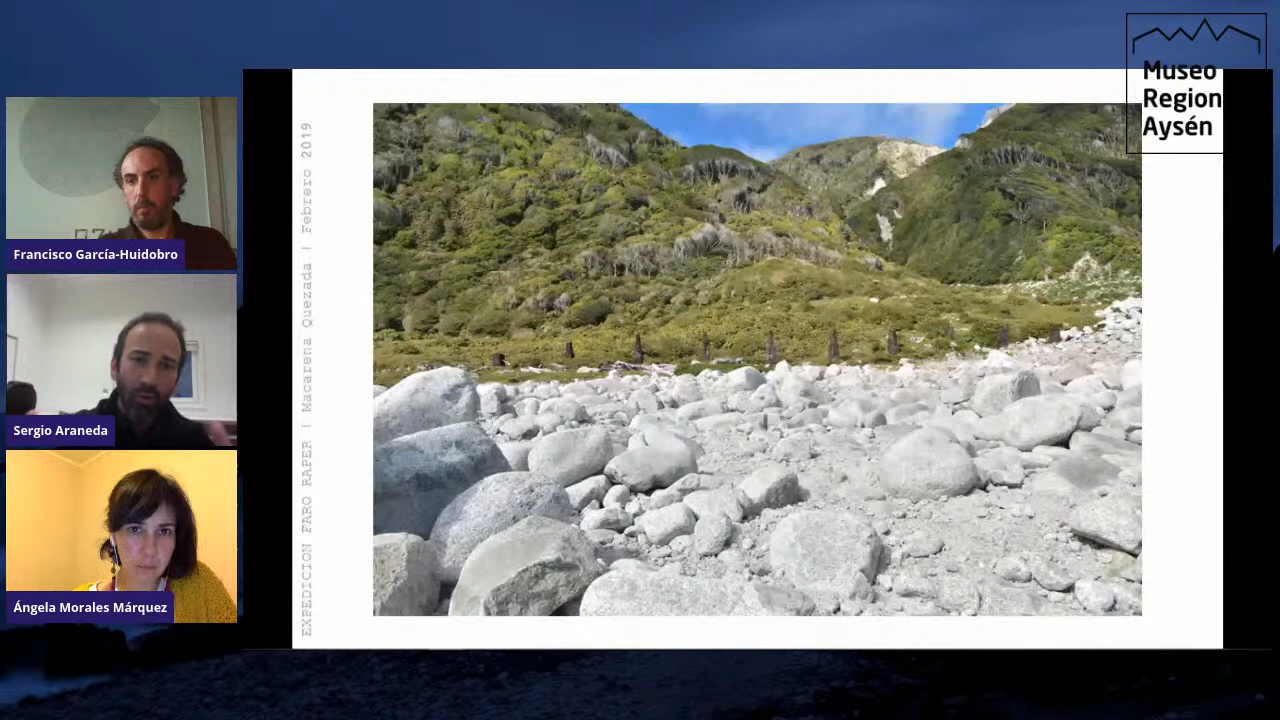 Francisco García-Huidobro
Sergio Araneda
Ángela Morales Márquez
EXPEDICION FARO RAPER | Macarena Quezada | Febrero 2019
Museo
Region
Aysén